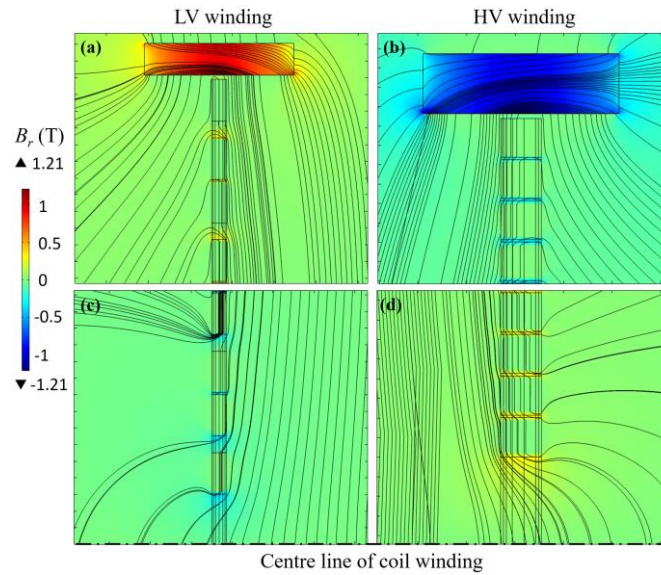 LV winding
HV winding
(a)
(b)
B_r (T)
▲ 1.21
1
0.5
0
-0.5
-1
▼ -1.21
(c)
(d)
Centre line of coil winding